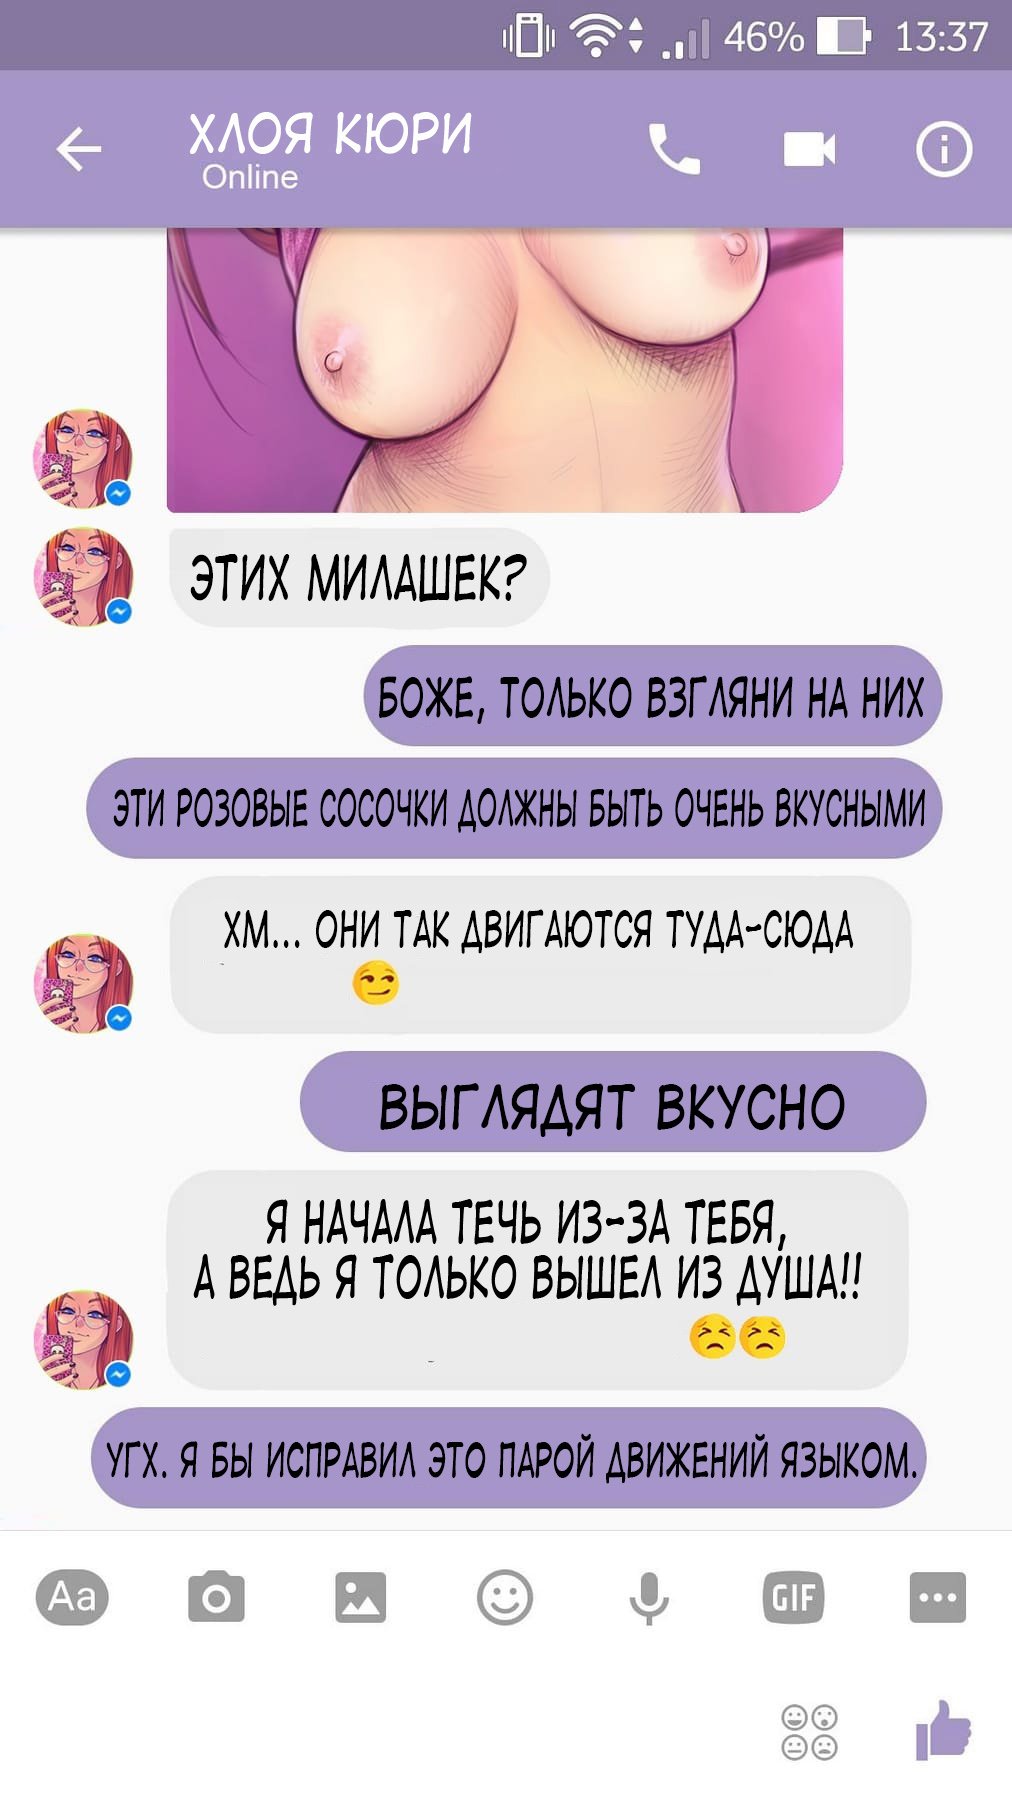 46% 13:37
ХЛОЯ КЮРИ
Online
ЭТИХ МИЛАШЕК?
БОЖЕ, ТОЛЬКО ВЗГЛЯНИ НА НИХ
ЭТИ РОЗОВЫЕ СОСОЧКИ ДОЛЖНЫ БЫТЬ ОЧЕНЬ ВКУСНЫМИ
ХМ... ОНИ ТАК ДВИГАЮТСЯ ТУДА-СЮДА
ВЫГЛЯДЯТ ВКУСНО
Я НАЧАЛА ТЕЧЬ ИЗ-ЗА ТЕБЯ,
А ВЕДЬ Я ТОЛЬКО ВЫШЕЛ ИЗ ДУША!!
УГХ. Я БЫ ИСПРАВИЛ ЭТО ПАРОЙ ДВИЖЕНИЙ ЯЗЫКОМ.
Aa GIF